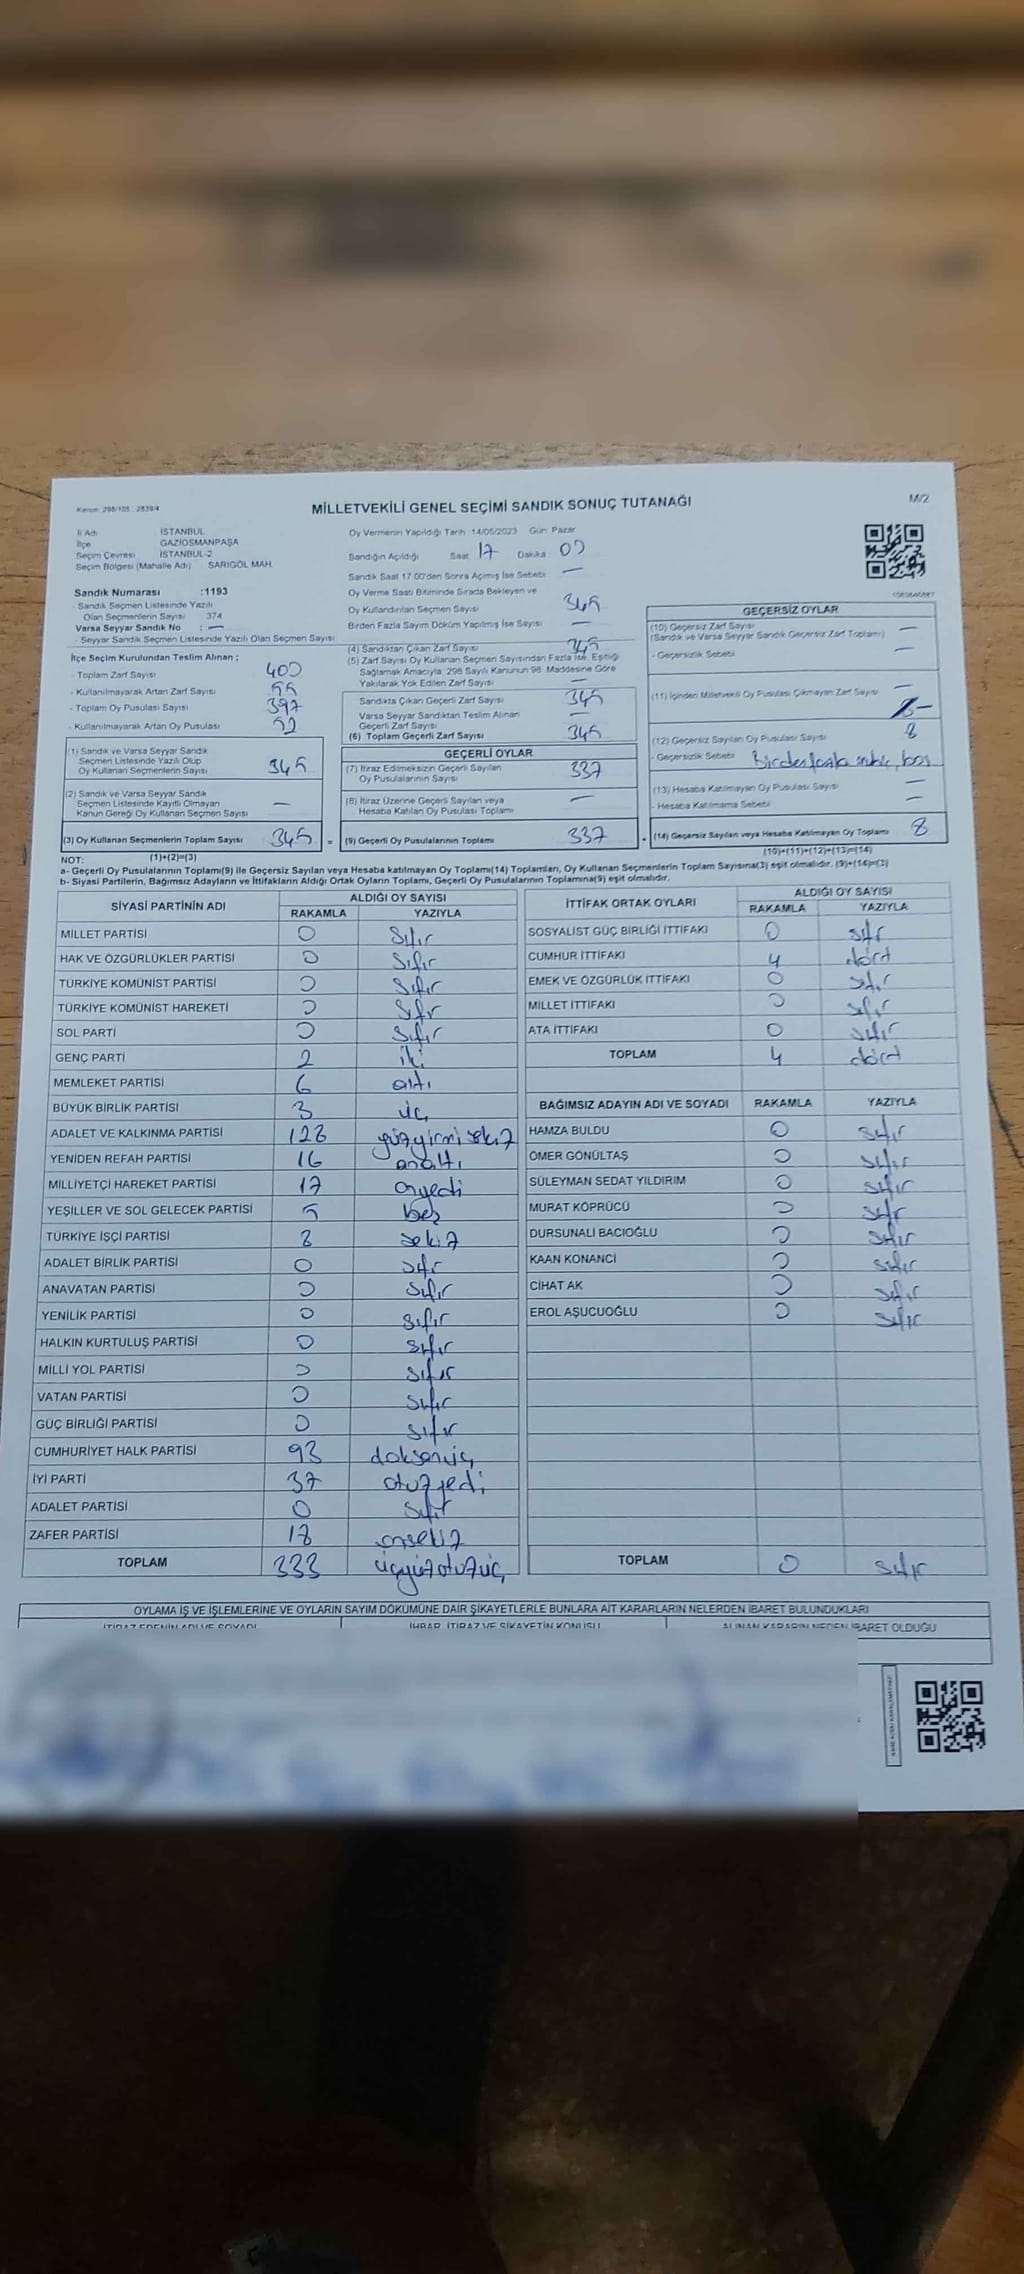 Kanun: 298/105 , 2839/4
MİLLETVEKİLİ GENEL SEÇİMİ SANDIK SONUÇ TUTANAĞI
M/2
İl Adı İSTANBUL
İlçe GAZİOSMANPAŞA
Seçim Çevresi İSTANBUL-2
Seçim Bölgesi (Mahalle Adı) SARIGÖL MAH.
Oy Vermenin Yapıldığı Tarih :14/05/2023 Gün: Pazar
Sandığın Açıldığı Saat 17 Dakika : 00
Sandık Saat 17:00'den Sonra Açımış İse Sebebi —
Sandık Numarası :1193
- Sandık Seçmen Listesinde Yazılı
Olan Seçmenlerin Sayısı 374
Varsa Seyyar Sandık No : —
- Seyyar Sandık Seçmen Listesinde Yazılı Olan Seçmen Sayısı
Oy Verme Saati Bitiminde Sırada Bekleyen ve
Oy Kullandırılan Seçmen Sayısı 345
Birden Fazla Sayım Döküm Yapılmış İse Sayısı —
İlçe Seçim Kurulundan Teslim Alınan ;
- Toplam Zarf Sayısı 400
- Kullanılmayarak Artan Zarf Sayısı 55
- Toplam Oy Pusulası Sayısı 397
- Kullanılmayarak Artan Oy Pusulası 52
(1) Sandık ve Varsa Seyyar Sandık
Seçmen Listesinde Yazılı Olup
Oy Kullanan Seçmenlerin Sayısı 345
(2) Sandık ve Varsa Seyyar Sandık
Seçmen Listesinde Kayıtlı Olmayan
Kanun Gereği Oy Kullanan Seçmen Sayısı —
(3) Oy Kullanan Seçmenlerin Toplam Sayısı 345 =
(4) Sandıktan Çıkan Zarf Sayısı 345
(5) Zarf Sayısı Oy Kullanan Seçmen Sayısından Fazla İse, Eşitliği
Sağlamak Amacıyla, 298 Sayılı Kanunun 98. Maddesine Göre
Yakılarak Yok Edilen Zarf Sayısı —
Sandıkta Çıkan Geçerli Zarf Sayısı 345
Varsa Seyyar Sandıktan Teslim Alınan
Geçerli Zarf Sayısı —
(6) Toplam Geçerli Zarf Sayısı 345
GEÇERLİ OYLAR
(7) İtiraz Edilmeksizin Geçerli Sayılan
Oy Pusulalarının Sayısı 337
(8) İtiraz Üzerine Geçerli Sayılan veya
Hesaba Katılan Oy Pusulası Toplamı —
(9) Geçerli Oy Pusulalarının Toplamı 337 +
GEÇERSİZ OYLAR
(10) Geçersiz Zarf Sayısı —
(Sandık ve Varsa Seyyar Sandık Geçersiz Zarf Toplamı)
- Geçersizlik Sebebi —
(11) İçinden Milletvekili Oy Pusulası Çıkmayan Zarf Sayısı —
(12) Geçersiz Sayılan Oy Pusulası Sayısı 8
- Geçersizlik Sebebi Birden fazla boş
(13) Hesaba Katılmayan Oy Pusulası Sayısı —
- Hesaba Katılmama Sebebi —
(14) Geçersiz Sayılan veya Hesaba Katılmayan Oy Toplamı 8
NOT: (1)+(2)=(3) (10)+(11)+(12)+(13)=(14)
a- Geçerli Oy Pusulalarının Toplamı(9) ile Geçersiz Sayılan veya Hesaba katılmayan Oy Toplamı(14) Toplamları, Oy Kullanan Seçmenlerin Toplam Sayısına(3) eşit olmalıdır. (9)+(14)=(3)
b- Siyasi Partilerin, Bağımsız Adayların ve İttifakların Aldığı Ortak Oyların Toplamı, Geçerli Oy Pusulalarının Toplamına(9) eşit olmalıdır.
SİYASİ PARTİNİN ADI ALDIĞI OY SAYISI
RAKAMLA YAZIYLA
MİLLET PARTİSİ 0 Sıfır
HAK VE ÖZGÜRLÜKLER PARTİSİ 0 Sıfır
TÜRKİYE KOMÜNİST PARTİSİ 0 Sıfır
TÜRKİYE KOMÜNİST HAREKETİ 0 Sıfır
SOL PARTİ 0 Sıfır
GENÇ PARTİ 2 iki
MEMLEKET PARTİSİ 6 altı
BÜYÜK BİRLİK PARTİSİ 3 üç
ADALET VE KALKINMA PARTİSİ 128 yüzyirmisekiz
YENİDEN REFAH PARTİSİ 16 onaltı
MİLLİYETÇİ HAREKET PARTİSİ 17 onyedi
YEŞİLLER VE SOL GELECEK PARTİSİ 5 beş
TÜRKİYE İŞÇİ PARTİSİ 8 sekiz
ADALET BİRLİK PARTİSİ 0 sıfır
ANAVATAN PARTİSİ 0 sıfır
YENİLİK PARTİSİ 0 sıfır
HALKIN KURTULUŞ PARTİSİ 0 sıfır
MİLLİ YOL PARTİSİ 0 sıfır
VATAN PARTİSİ 0 sıfır
GÜÇ BİRLİĞİ PARTİSİ 0 sıfır
CUMHURİYET HALK PARTİSİ 93 doksanüç
İYİ PARTİ 37 otuzyedi
ADALET PARTİSİ 0 sıfır
ZAFER PARTİSİ 18 onsekiz
TOPLAM 333 üçyüzotuzüç
İTTİFAK ORTAK OYLARI ALDIĞI OY SAYISI
RAKAMLA YAZIYLA
SOSYALİST GÜÇ BİRLİĞİ İTTİFAKI 0 sıfır
CUMHUR İTTİFAKI 4 dört
EMEK VE ÖZGÜRLÜK İTTİFAKI 0 sıfır
MİLLET İTTİFAKI 0 sıfır
ATA İTTİFAKI 0 sıfır
TOPLAM 4 dört
BAĞIMSIZ ADAYIN ADI VE SOYADI RAKAMLA YAZIYLA
HAMZA BULDU 0 sıfır
ÖMER GÖNÜLTAŞ 0 sıfır
SÜLEYMAN SEDAT YILDIRIM 0 sıfır
MURAT KÖPRÜCÜ 0 sıfır
DURSUNALİ BACIOĞLU 0 sıfır
KAAN KONANCİ 0 sıfır
CİHAT AK 0 sıfır
EROL AŞUCUOĞLU 0 sıfır
TOPLAM 0 sıfır
OYLAMA İŞ VE İŞLEMLERİNE VE OYLARIN SAYIM DÖKÜMÜNE DAİR ŞİKAYETLERLE BUNLARA AİT KARARLARIN NELERDEN İBARET BULUNDUKLARI
İTİRAZ EDENİN ADI VE SOYADI İHBAR, İTİRAZ VE ŞİKAYETİN KONUSU ALINAN KARARIN NEDEN İBARET OLDUĞU